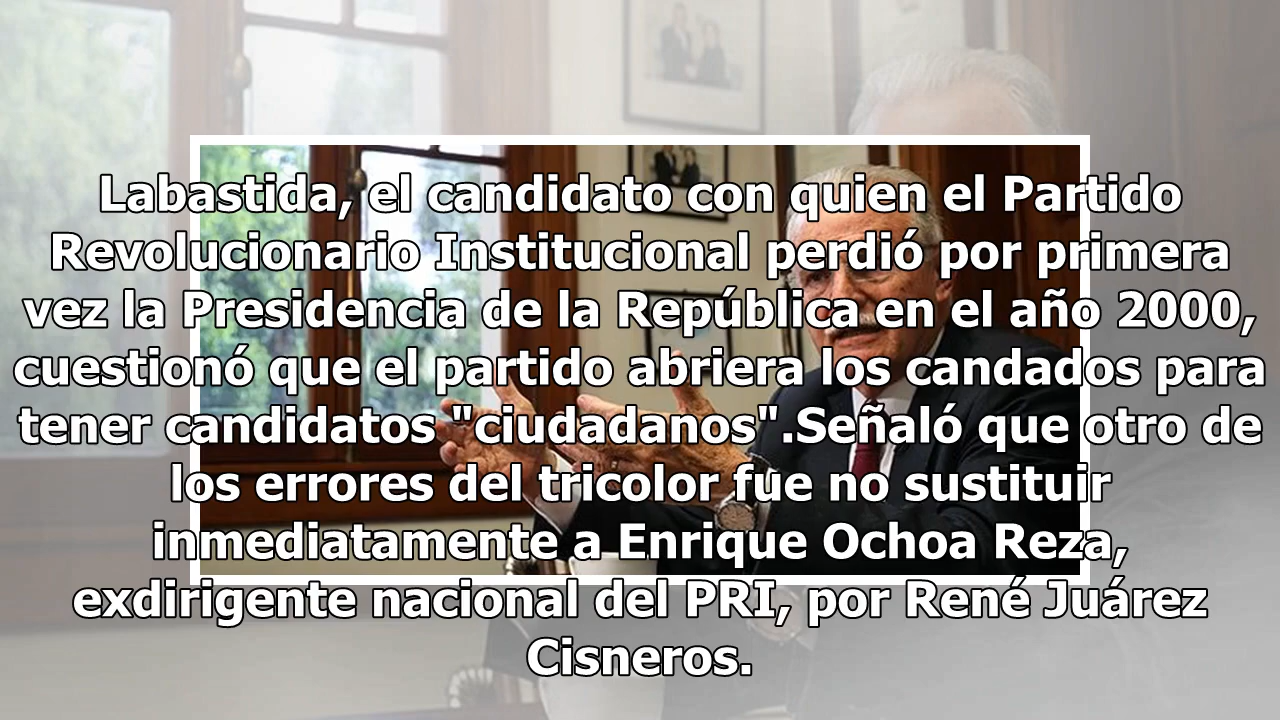 Labastida, el candidato con quien el Partido
Revolucionario Institucional perdió por primera
vez la Presidencia de la República en el año 2000,
cuestionó que el partido abriera los candados para
tener candidatos "ciudadanos".Señaló que otro de
los errores del tricolor fue no sustituir
inmediatamente a Enrique Ochoa Reza,
exdirigente nacional del PRI, por René Juárez
Cisneros.